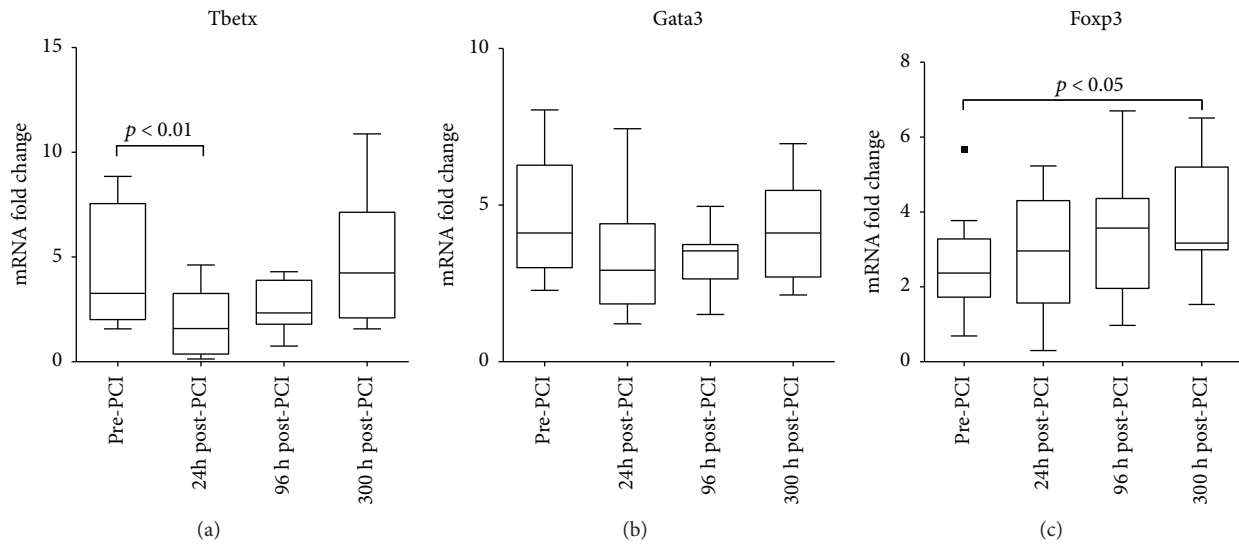 Tbetx
mRNA fold change
15
10
5
0
p < 0.01
Pre-PCI
24h post-PCI
96 h post-PCI
300 h post-PCI
(a)
Gata3
mRNA fold change
10
5
0
Pre-PCI
24h post-PCI
96 h post-PCI
300 h post-PCI
(b)
Foxp3
mRNA fold change
8
6
4
2
0
p < 0.05
Pre-PCI
24h post-PCI
96 h post-PCI
300 h post-PCI
(c)